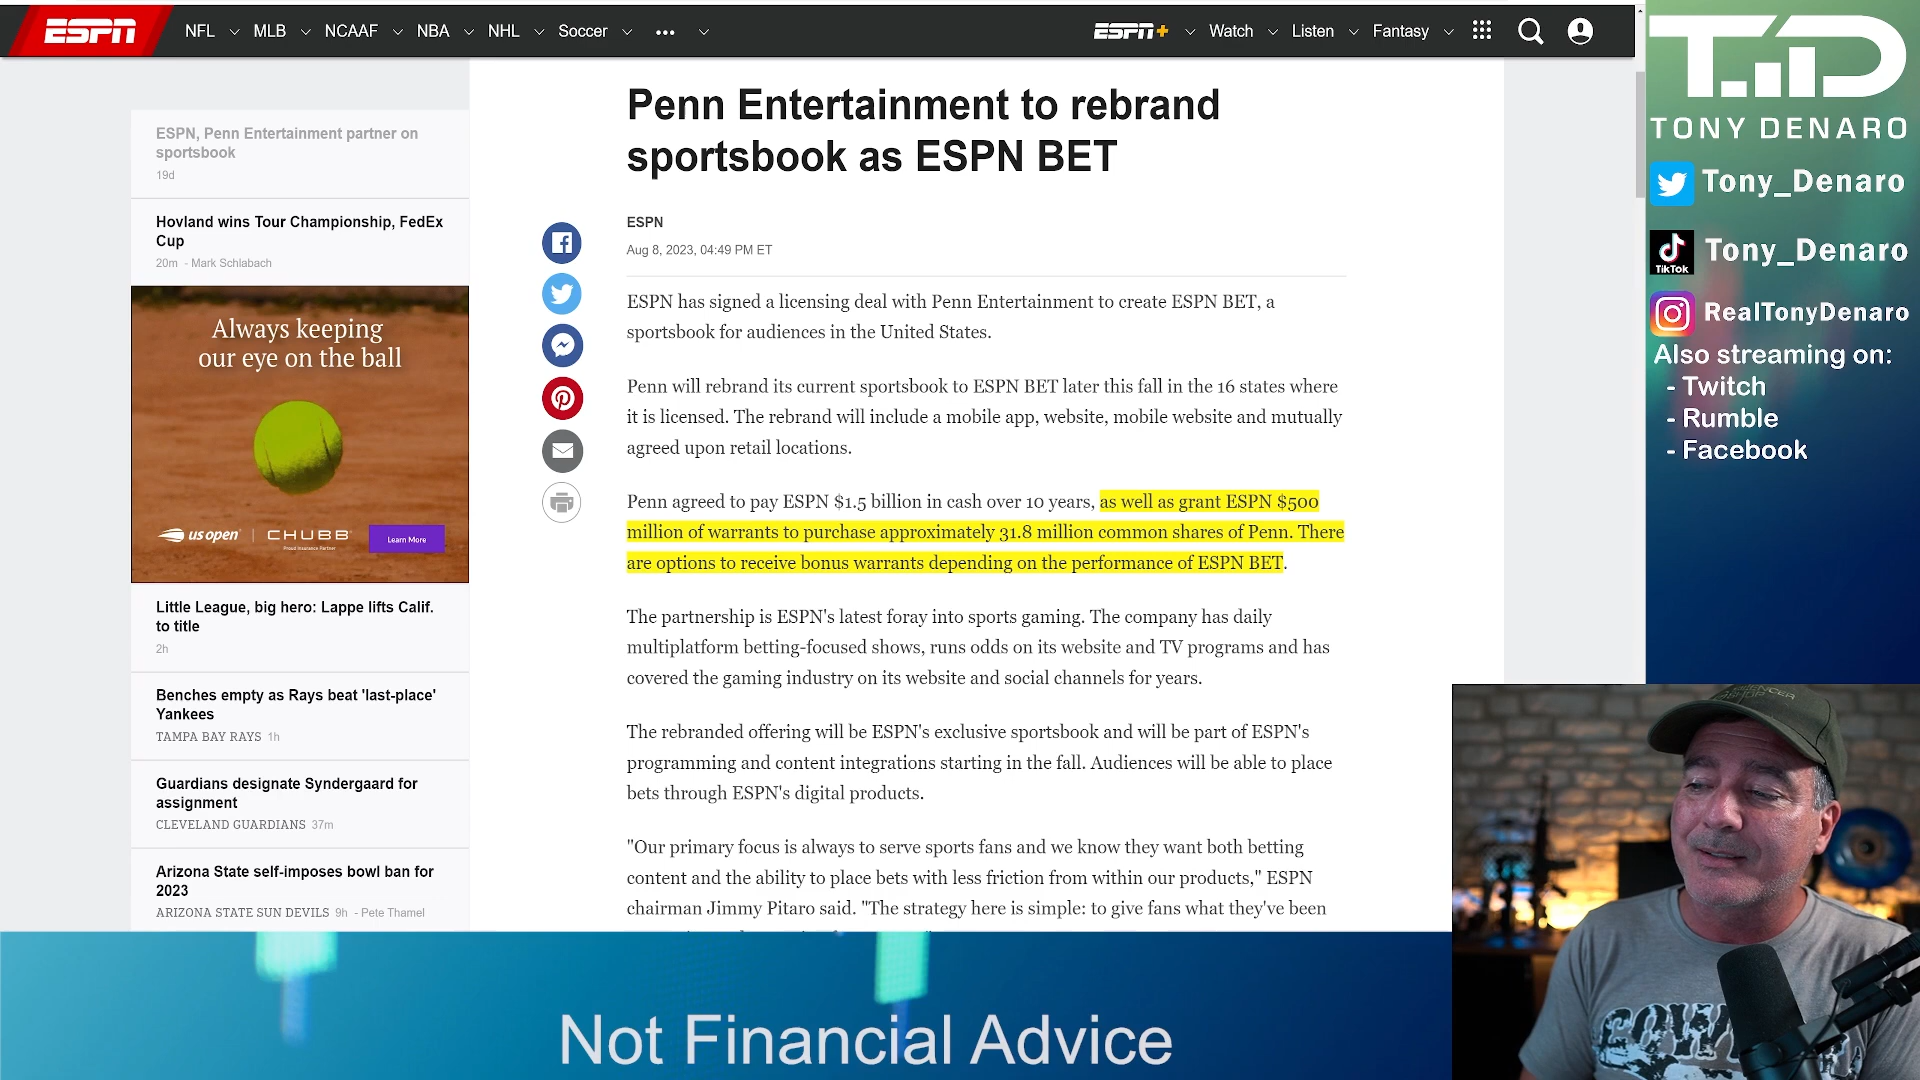 ESPN
NFL
MLB
NCAAF
NBA
NHL
Soccer
ESPN+
Watch
Listen
Fantasy
ESPN, Penn Entertainment partner on
sportsbook
19d
Hovland wins Tour Championship, FedEx
Cup
20m - Mark Schlabach
Always keeping
our eye on the ball
us open
CHUBB
Proud Insurance Partner
Learn More
Little League, big hero: Lappe lifts Calif.
to title
2h
Benches empty as Rays beat 'last-place'
Yankees
TAMPA BAY RAYS 1h
Guardians designate Syndergaard for
assignment
CLEVELAND GUARDIANS 37m
Arizona State self-imposes bowl ban for
2023
ARIZONA STATE SUN DEVILS 9h - Pete Thamel
Penn Entertainment to rebrand
sportsbook as ESPN BET
ESPN
Aug 8, 2023, 04:49 PM ET
ESPN has signed a licensing deal with Penn Entertainment to create ESPN BET, a
sportsbook for audiences in the United States.
Penn will rebrand its current sportsbook to ESPN BET later this fall in the 16 states where
it is licensed. The rebrand will include a mobile app, website, mobile website and mutually
agreed upon retail locations.
Penn agreed to pay ESPN $1.5 billion in cash over 10 years, as well as grant ESPN $500
million of warrants to purchase approximately 31.8 million common shares of Penn. There
are options to receive bonus warrants depending on the performance of ESPN BET.
The partnership is ESPN's latest foray into sports gaming. The company has daily
multiplatform betting-focused shows, runs odds on its website and TV programs and has
covered the gaming industry on its website and social channels for years.
The rebranded offering will be ESPN's exclusive sportsbook and will be part of ESPN's
programming and content integrations starting in the fall. Audiences will be able to place
bets through ESPN's digital products.
"Our primary focus is always to serve sports fans and we know they want both betting
content and the ability to place bets with less friction from within our products," ESPN
chairman Jimmy Pitaro said. "The strategy here is simple: to give fans what they've been
T.D
TONY DENARO
Tony_Denaro
TikTok
Tony_Denaro
RealTonyDenaro
Also streaming on:
- Twitch
- Rumble
- Facebook
Not Financial Advice